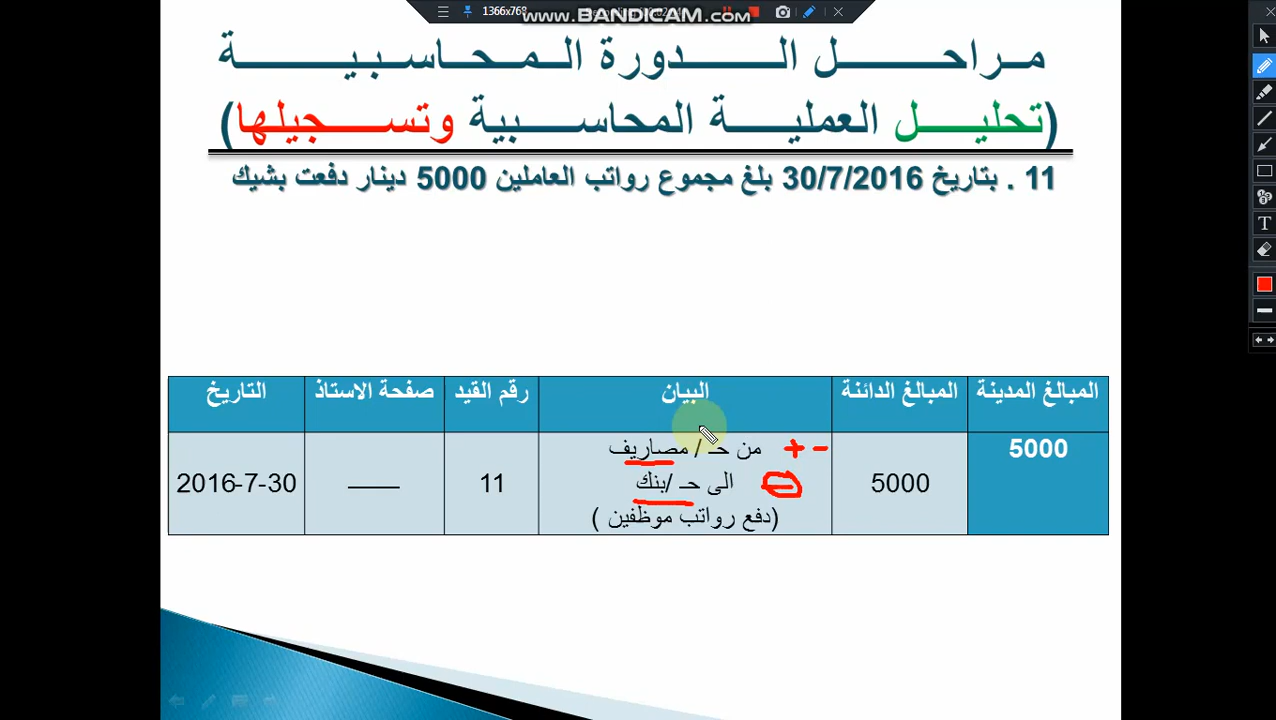 1366x768
www.BANDICAM.com
مراحل الدورة المحاسبية
(تحليل العملية المحاسبية وتسجيلها)
11 . بتاريخ 30/7/2016 بلغ مجموع رواتب العاملين 5000 دينار دفعت بشيك
المبالغ المدينة المبالغ الدائنة البيان رقم القيد صفحة الاستاذ التاريخ
5000 من حـ / مصاريف + -
5000 الى حـ /بنك - 11 —— 2016-7-30
(دفع رواتب موظفين )